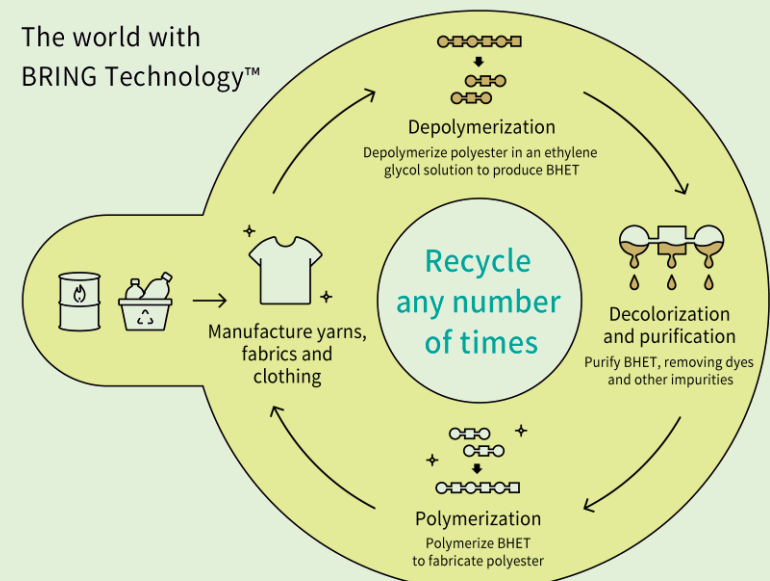 The world with
BRING Technology™
Depolymerization
Depolymerize polyester in an ethylene
glycol solution to produce BHET
Recycle
any number
of times
Decolorization
and purification
Purify BHET, removing dyes
and other impurities
Manufacture yarns,
fabrics and
clothing
Polymerization
Polymerize BHET
to fabricate polyester